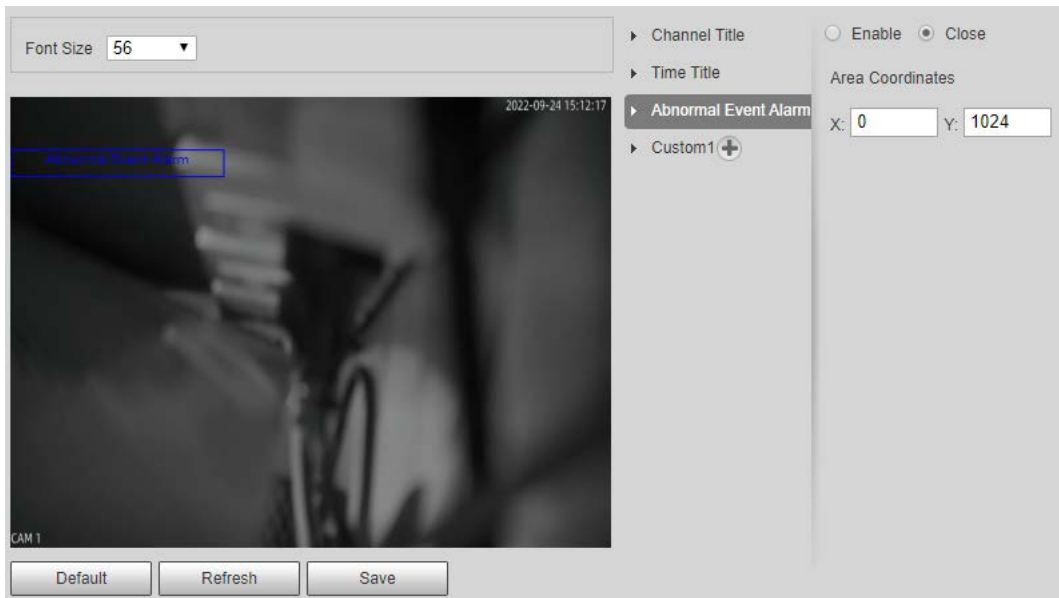 Font Size 56
2022-09-24 15:12:17
Abnormal Event Alarm
CAM 1
Default Refresh Save
Channel Title
Time Title
Abnormal Event Alarm
Custom1
Enable Close
Area Coordinates
X: 0 Y: 1024